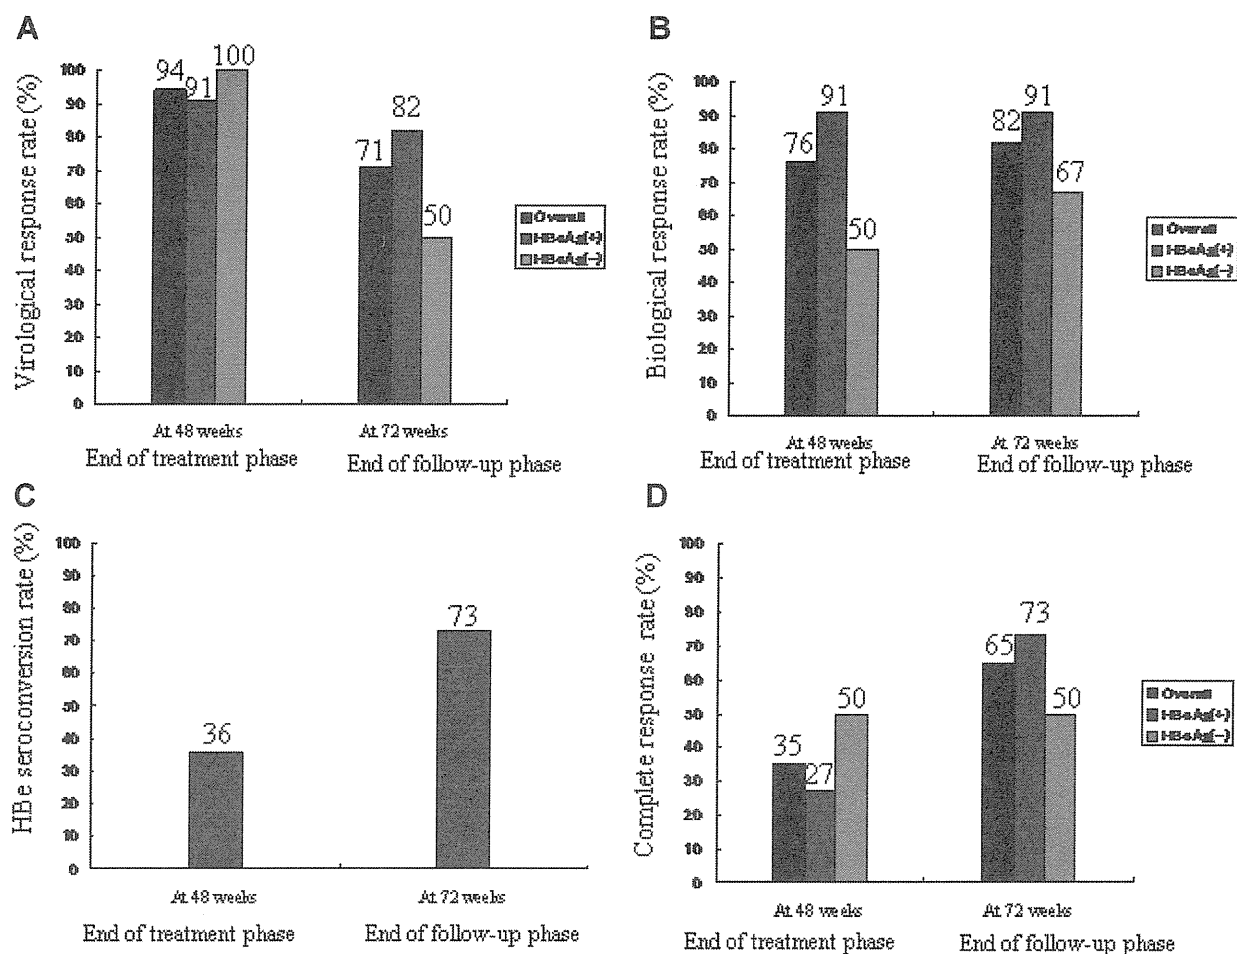 A
Virological response rate (%)
100
90
80
70
60
50
40
30
20
10
0
94
91
100
71
82
50
At 48 weeks
At 72 weeks
End of treatment phase
End of follow-up phase
Overall
HBeAg(+)
HBeAg(−)
B
Biological response rate (%)
100
90
80
70
60
50
40
30
20
10
0
76
91
50
82
91
67
At 48 weeks
At 72 weeks
End of treatment phase
End of follow-up phase
Overall
HBeAg(+)
HBeAg(−)
C
HBe seroconversion rate (%)
100
90
80
70
60
50
40
30
20
10
0
36
73
At 48 weeks
At 72 weeks
End of treatment phase
End of follow-up phase
D
Complete response rate (%)
100
90
80
70
60
50
40
30
20
10
0
35
27
50
65
73
50
At 48 weeks
At 72 weeks
End of treatment phase
End of follow-up phase
Overall
HBeAg(+)
HBeAg(−)